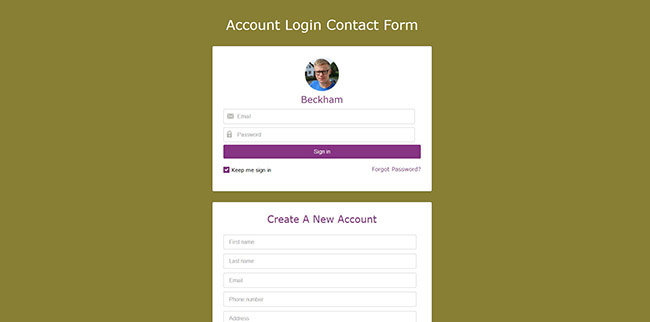 Account Login Contact Form
Beckham
Email
Password
Sign in
Keep me sign in
Forgot Password?
Create A New Account
First name
Last name
Email
Phone number
Address